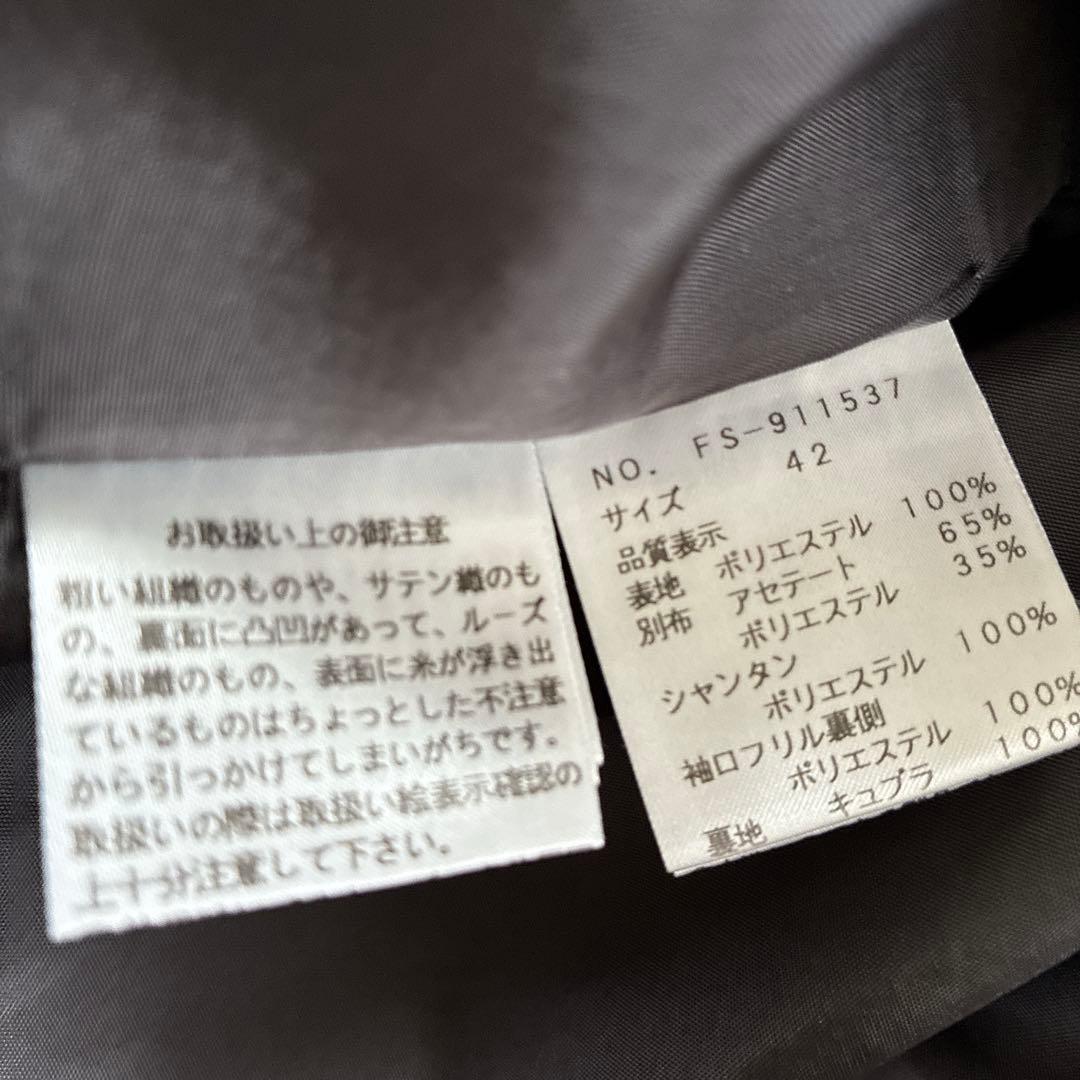 お取扱い上の御注意
粗い組織のものや、サテン織のも
の、裏面に凸凹があって、ルーズ
な組織のもの、表面に糸が浮き出
ているものはちょっとした不注意
から引っかけてしまいがちです。
取扱いの際は取扱い絵表示確認の
上十分注意して下さい。
NO. FS-911537
サイズ 42
品質表示
表地 ポリエステル 100%
別布 アセテート 65%
ポリエステル 35%
シャンタン
ポリエステル 100%
袖口フリル裏側
ポリエステル 100%
裏地 キュプラ 100%